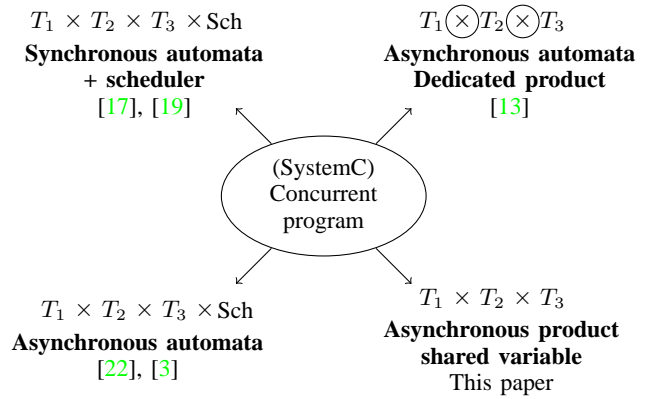 T₁ × T₂ × T₃ × Sch
Synchronous automata
+ scheduler
[17], [19]
T₁ × T₂ × T₃
Asynchronous automata
Dedicated product
[13]
(SystemC)
Concurrent
program
T₁ × T₂ × T₃ × Sch
Asynchronous automata
[22], [3]
T₁ × T₂ × T₃
Asynchronous product
shared variable
This paper